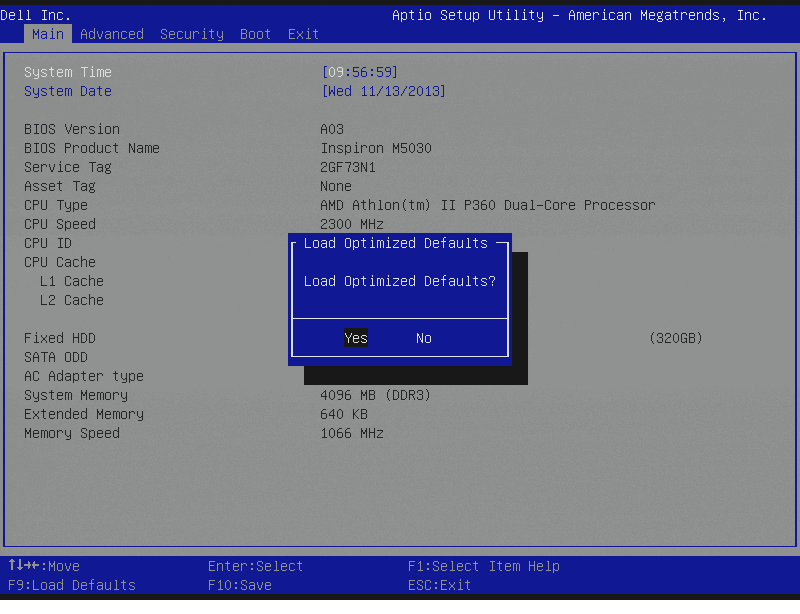 Dell Inc. Aptio Setup Utility - American Megatrends, Inc.
Main Advanced Security Boot Exit
System Time [09:56:59]
System Date [Wed 11/13/2013]
BIOS Version A03
BIOS Product Name Inspiron M5030
Service Tag 2GF73N1
Asset Tag None
CPU Type AMD Athlon(tm) II P360 Dual-Core Processor
CPU Speed 2300 MHz
CPU ID
CPU Cache
L1 Cache
L2 Cache
Load Optimized Defaults
Load Optimized Defaults?
Yes No
Fixed HDD (320GB)
SATA ODD
AC Adapter type
System Memory 4096 MB (DDR3)
Extended Memory 640 KB
Memory Speed 1066 MHz
↑↓→←:Move Enter:Select F1:Select Item Help
F9:Load Defaults F10:Save ESC:Exit